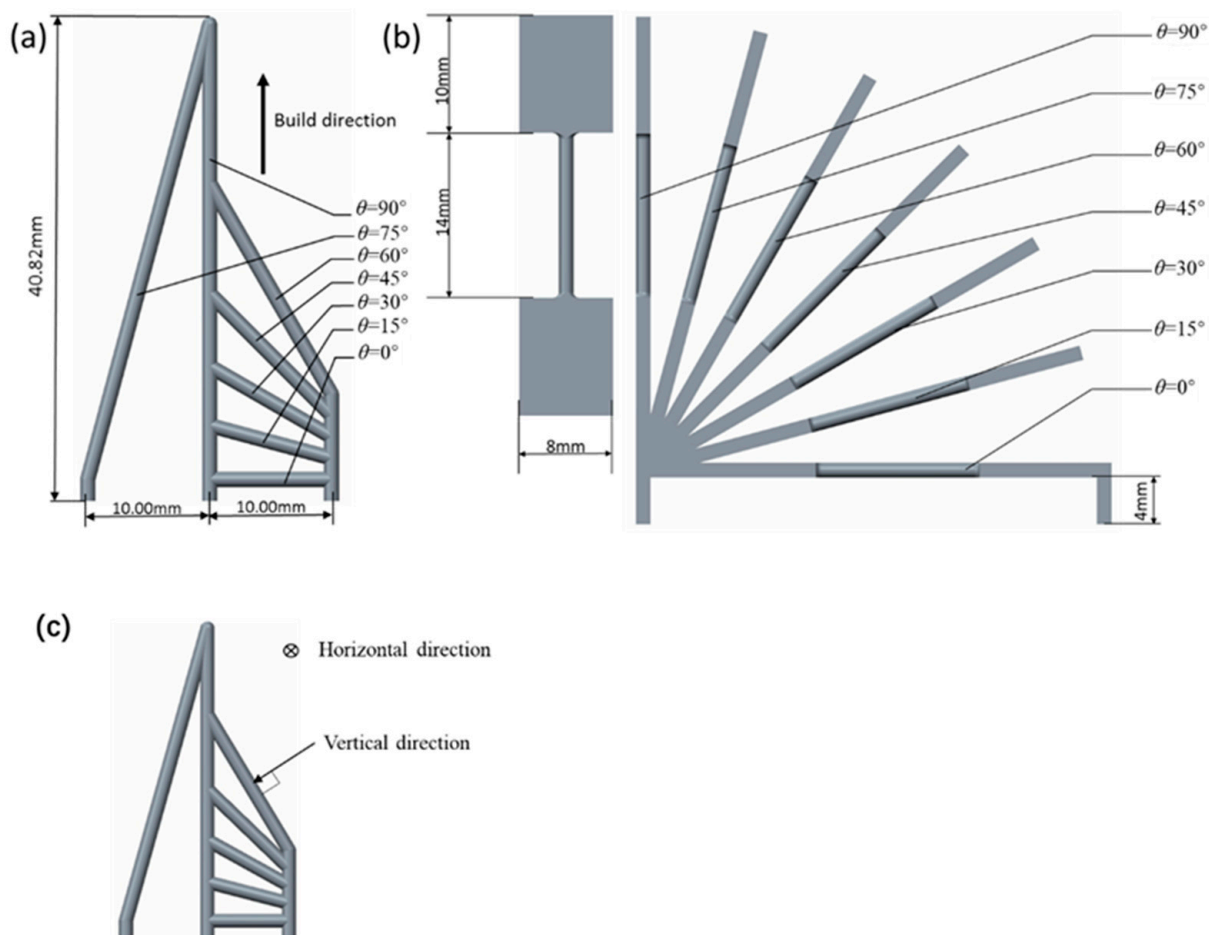 (a)
40.82mm
Build direction
θ=90°
θ=75°
θ=60°
θ=45°
θ=30°
θ=15°
θ=0°
10.00mm
10.00mm
(b)
10mm
14mm
8mm
θ=90°
θ=75°
θ=60°
θ=45°
θ=30°
θ=15°
θ=0°
4mm
(c)
Horizontal direction
Vertical direction